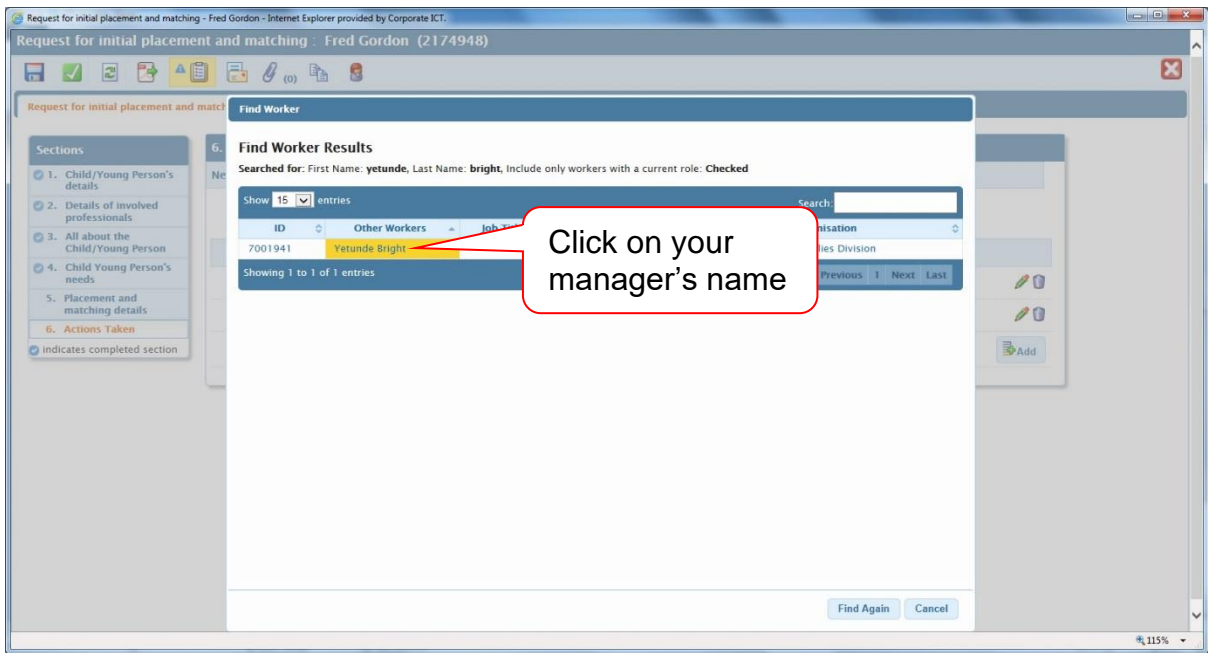 Request for initial placement and matching - Fred Gordon - Internet Explorer provided by Corporate ICT.
Request for initial placement and matching : Fred Gordon (2174948)
(0)
Request for initial placement and match
Find Worker
Sections
6.
1. Child/Young Person's
details
2. Details of involved
professionals
3. All about the
Child/Young Person
4. Child Young Person's
needs
5. Placement and
matching details
6. Actions Taken
indicates completed section
Ne
Find Worker Results
Searched for: First Name: yetunde, Last Name: bright, Include only workers with a current role: Checked
Show 15 entries
Search:
ID Other Workers Job Tit nisation
7001941 Yetunde Bright lies Division
Showing 1 to 1 of 1 entries
Previous 1 Next Last
Click on your
manager's name
Add
Find Again Cancel
115%